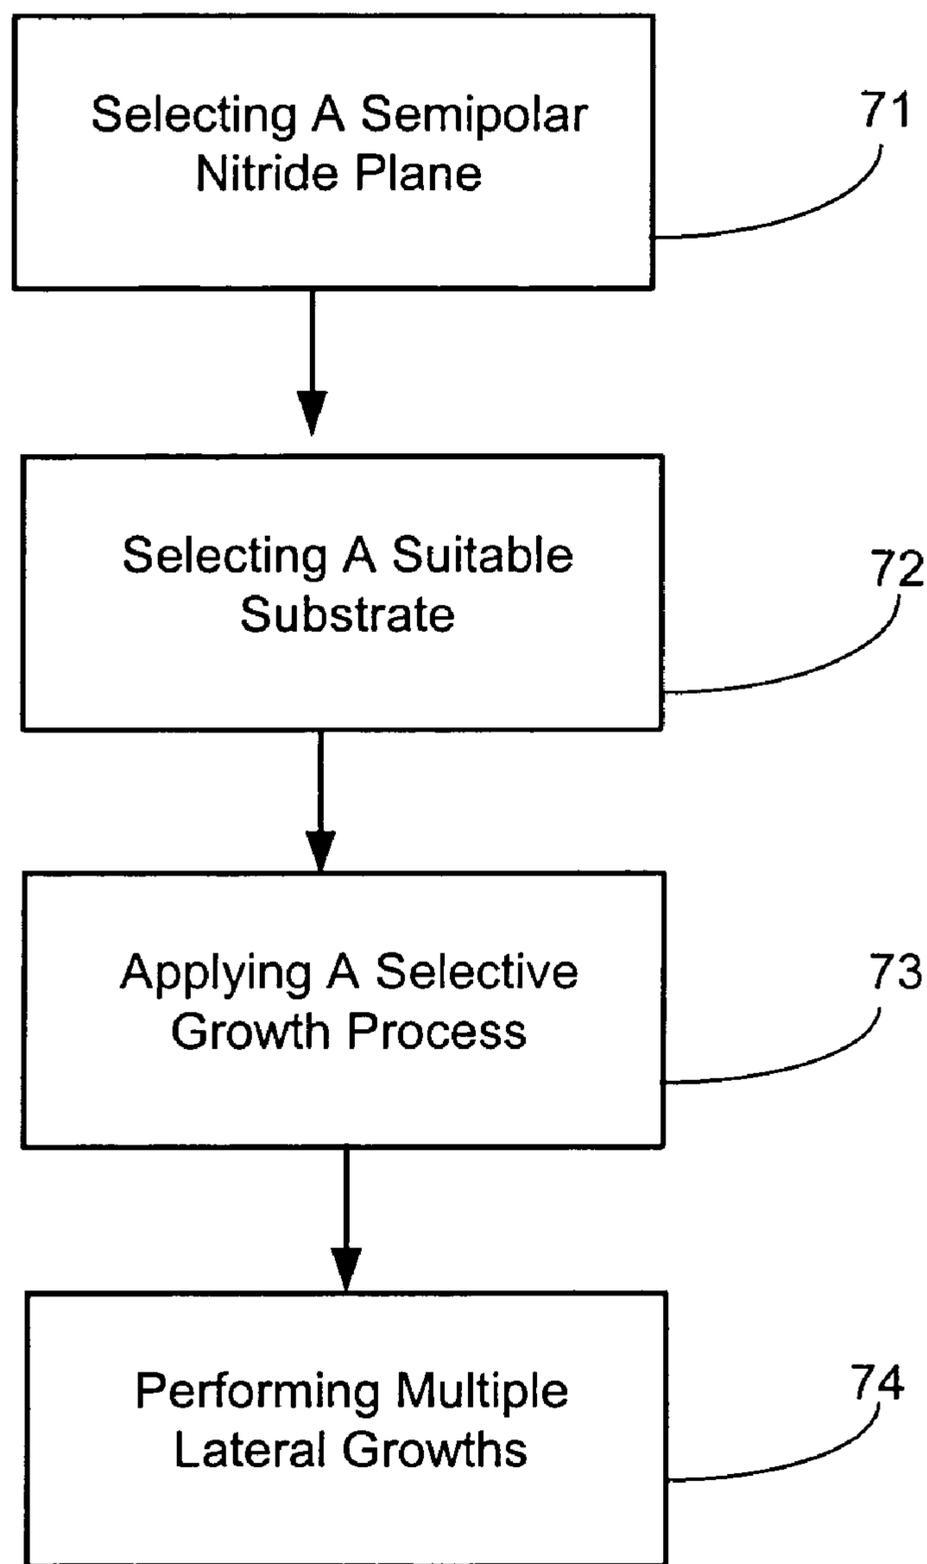 Selecting A Semipolar
Nitride Plane
71
Selecting A Suitable
Substrate
72
Applying A Selective
Growth Process
73
Performing Multiple
Lateral Growths
74